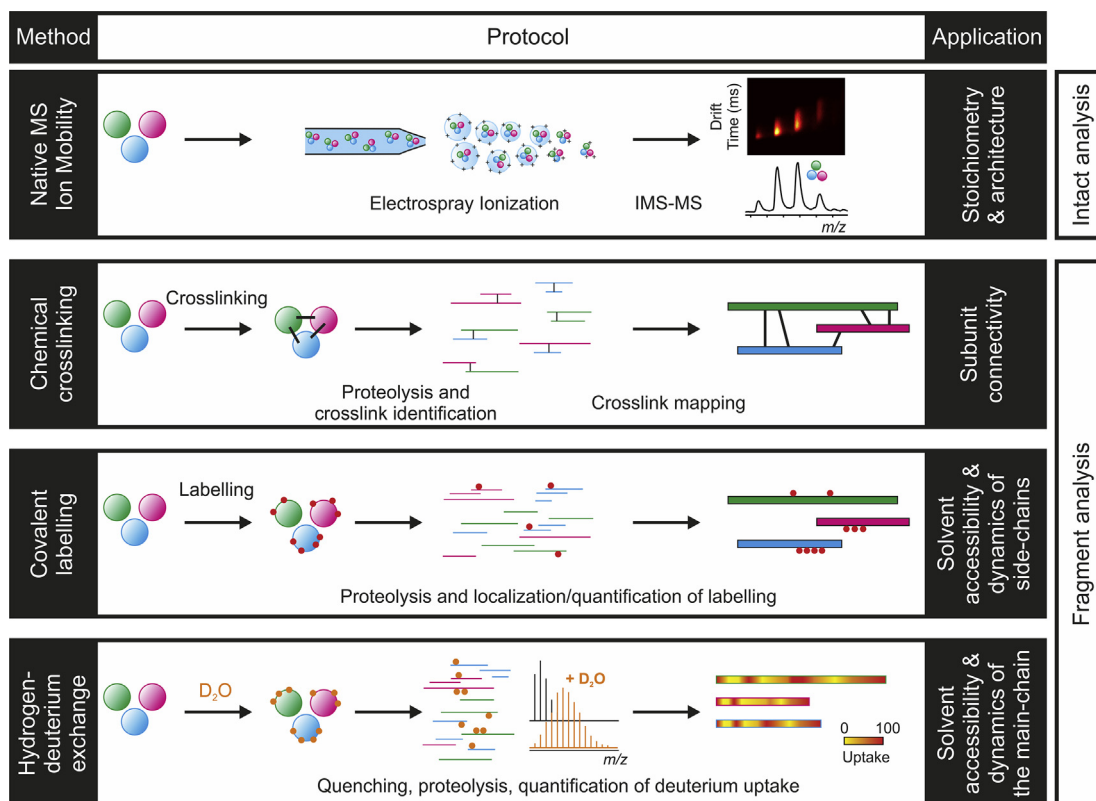 Method
Protocol
Application
Native MS
Ion Mobility
Electrospray Ionization
IMS-MS
Drift
Time (ms)
m/z
Stoichiometry
& architecture
Intact analysis
Chemical
crosslinking
Crosslinking
Proteolysis and
crosslink identification
Crosslink mapping
Subunit
connectivity
Fragment analysis
Covalent
labelling
Labelling
Proteolysis and localization/quantification of labelling
Solvent
accessibility &
dynamics of
side-chains
Hydrogen-
deuterium
exchange
D₂O
+ D₂O
m/z
0 100
Uptake
Quenching, proteolysis, quantification of deuterium uptake
Solvent
accessibility &
dynamics of
the main-chain